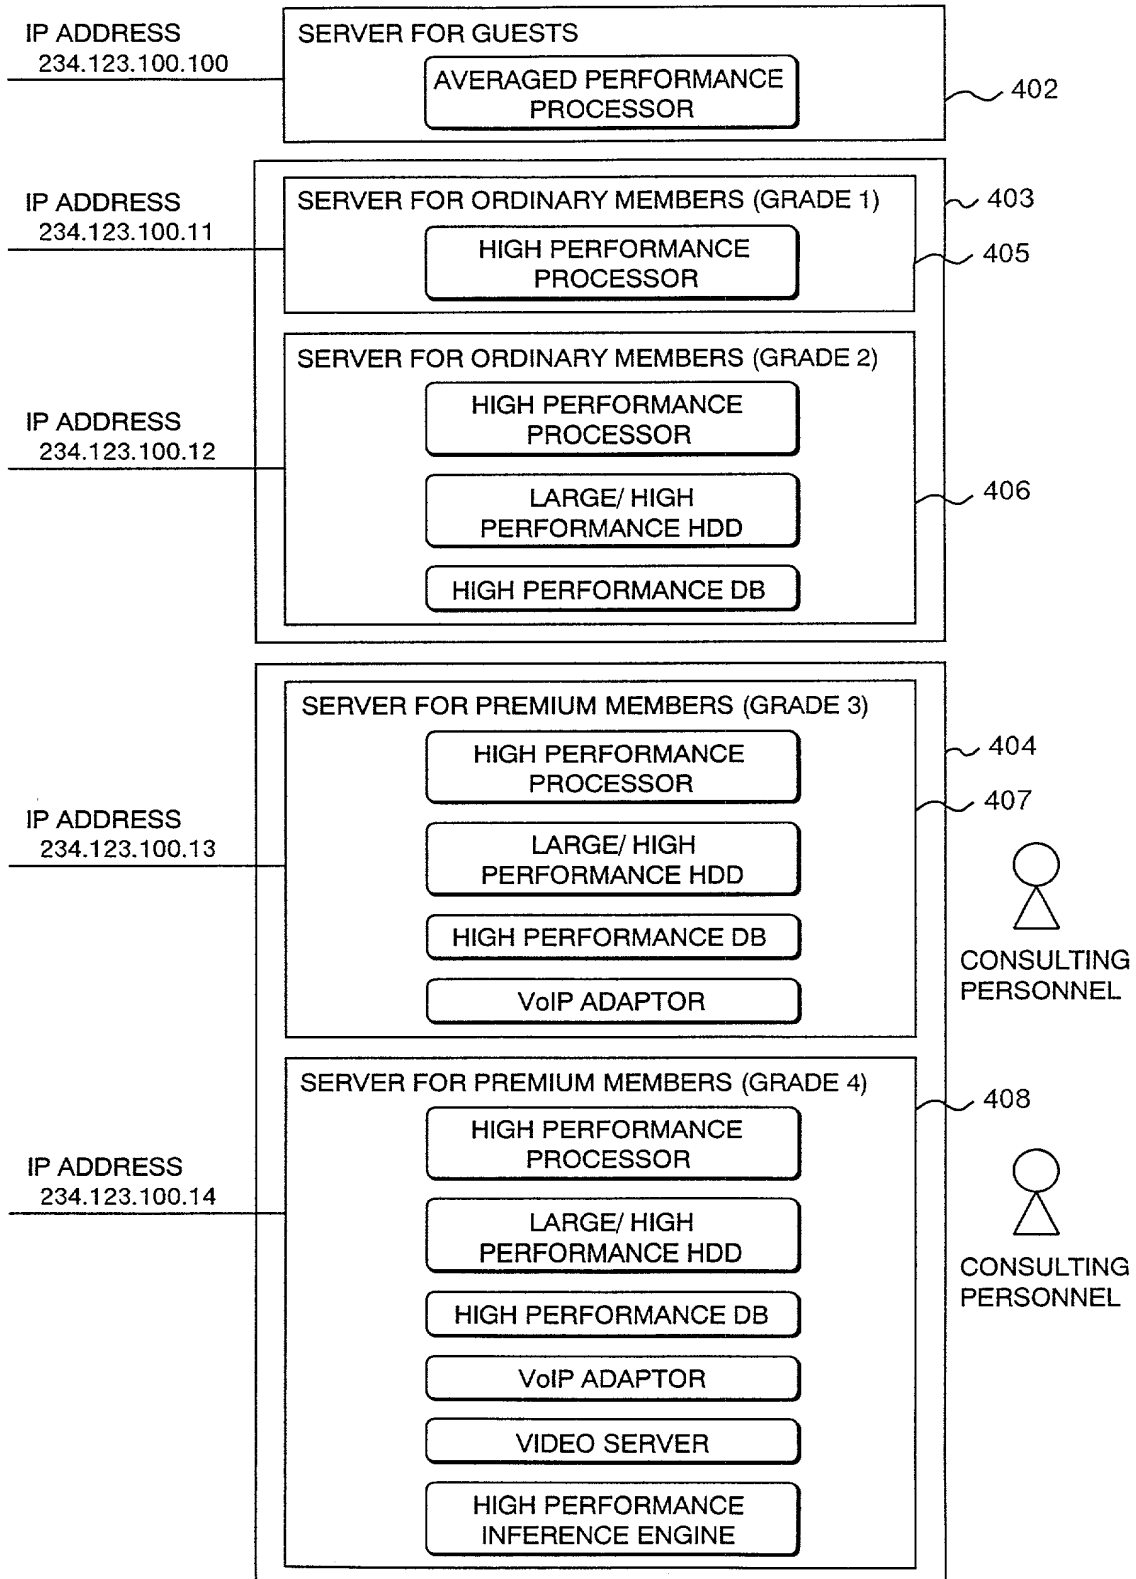 IP ADDRESS
234.123.100.100
SERVER FOR GUESTS
AVERAGED PERFORMANCE
PROCESSOR
402
IP ADDRESS
234.123.100.11
SERVER FOR ORDINARY MEMBERS (GRADE 1)
HIGH PERFORMANCE
PROCESSOR
403
405
IP ADDRESS
234.123.100.12
SERVER FOR ORDINARY MEMBERS (GRADE 2)
HIGH PERFORMANCE
PROCESSOR
LARGE/ HIGH
PERFORMANCE HDD
HIGH PERFORMANCE DB
406
IP ADDRESS
234.123.100.13
SERVER FOR PREMIUM MEMBERS (GRADE 3)
HIGH PERFORMANCE
PROCESSOR
LARGE/ HIGH
PERFORMANCE HDD
HIGH PERFORMANCE DB
VoIP ADAPTOR
404
407
CONSULTING
PERSONNEL
IP ADDRESS
234.123.100.14
SERVER FOR PREMIUM MEMBERS (GRADE 4)
HIGH PERFORMANCE
PROCESSOR
LARGE/ HIGH
PERFORMANCE HDD
HIGH PERFORMANCE DB
VoIP ADAPTOR
VIDEO SERVER
HIGH PERFORMANCE
INFERENCE ENGINE
408
CONSULTING
PERSONNEL